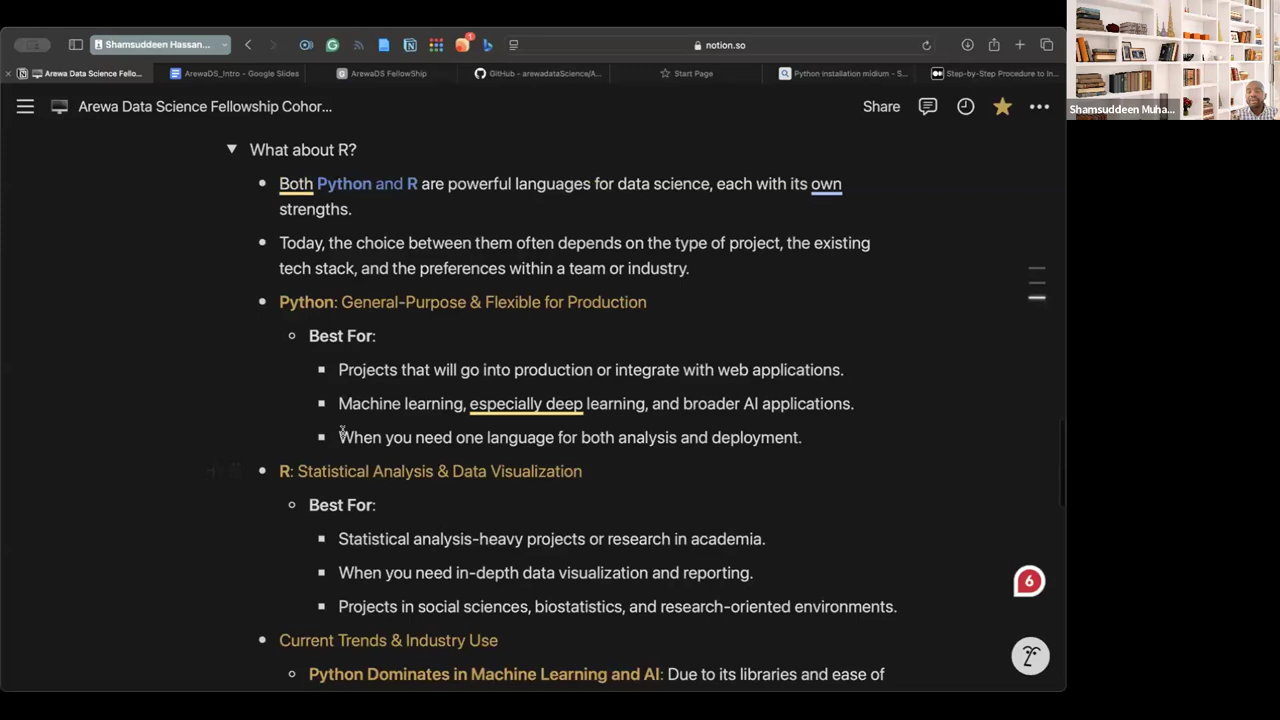 Shamsuddeen Hassan...
notion.so
1
Arewa Data Science Fello...
ArewaDS_Intro - Google Slides
ArewaDS FellowShip
GitHub - arewadataScience/A...
Start Page
Python installation midium - S...
Step-by-Step Procedure to In...
Arewa Data Science Fellowship Cohor...
Share
Shamsuddeen Muha...
What about R?
Both Python and R are powerful languages for data science, each with its own
strengths.
Today, the choice between them often depends on the type of project, the existing
tech stack, and the preferences within a team or industry.
Python: General-Purpose & Flexible for Production
Best For:
Projects that will go into production or integrate with web applications.
Machine learning, especially deep learning, and broader AI applications.
When you need one language for both analysis and deployment.
R: Statistical Analysis & Data Visualization
Best For:
Statistical analysis-heavy projects or research in academia.
When you need in-depth data visualization and reporting.
6
Projects in social sciences, biostatistics, and research-oriented environments.
Current Trends & Industry Use
Python Dominates in Machine Learning and AI: Due to its libraries and ease of